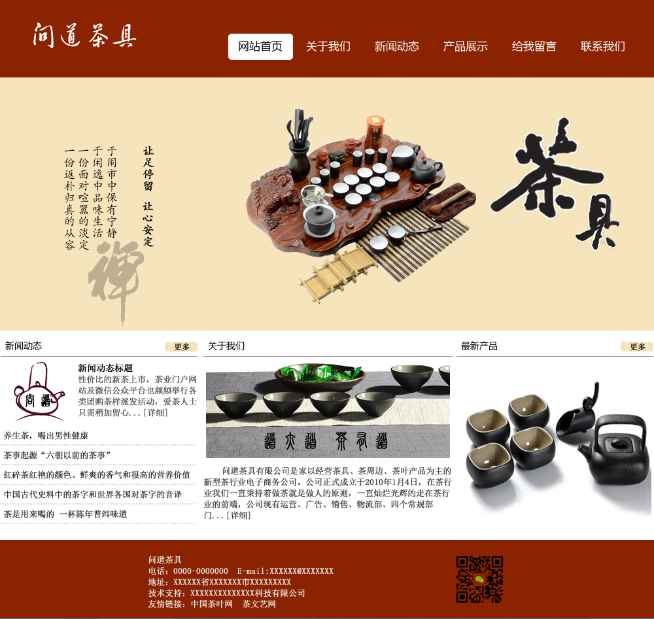 问道茶具
网站首页 关于我们 新闻动态 产品展示 给我留言 联系我们
让足停留 让心安定
于闹市中保有宁静
于闲逸中品味生活
一份面对喧嚣的淡定
一份返朴归真的从容
禅
茶具
新闻动态 更多
新闻动态标题
性价比的新茶上市，茶业门户网
站及微信公众平台也频频举行各
类团购茶样派发活动，爱茶人士
只需稍加留心...[详细]
养生茶，喝出男性健康
茶事起源“六朝以前的茶事”
红碎茶红艳的颜色、鲜爽的香气和很高的营养价值
中国古代史料中的茶字和世界各国对茶字的音译
茶是用来喝的 一杯陈年普洱味道
关于我们
问道茶具有限公司是家以经营茶具、茶周边、茶叶产品为主的
新型茶行业电子商务公司，公司正式成立于2010年1月4日，在茶行
业我们一直秉持着做茶就是做人的原则，一直灿烂光辉的走在茶行
业的前端，公司现有运营、广告、销售、物流部、四个常规部
门...[详细]
最新产品 更多
问道茶具
电话：0000-0000000 E-mail:XXXXXX@XXXXXXX
地址：XXXXXX省XXXXXXX市XXXXXXXXX
技术支持：XXXXXXXXXXXXXX科技有限公司
友情链接：中国茶叶网 茶文艺网